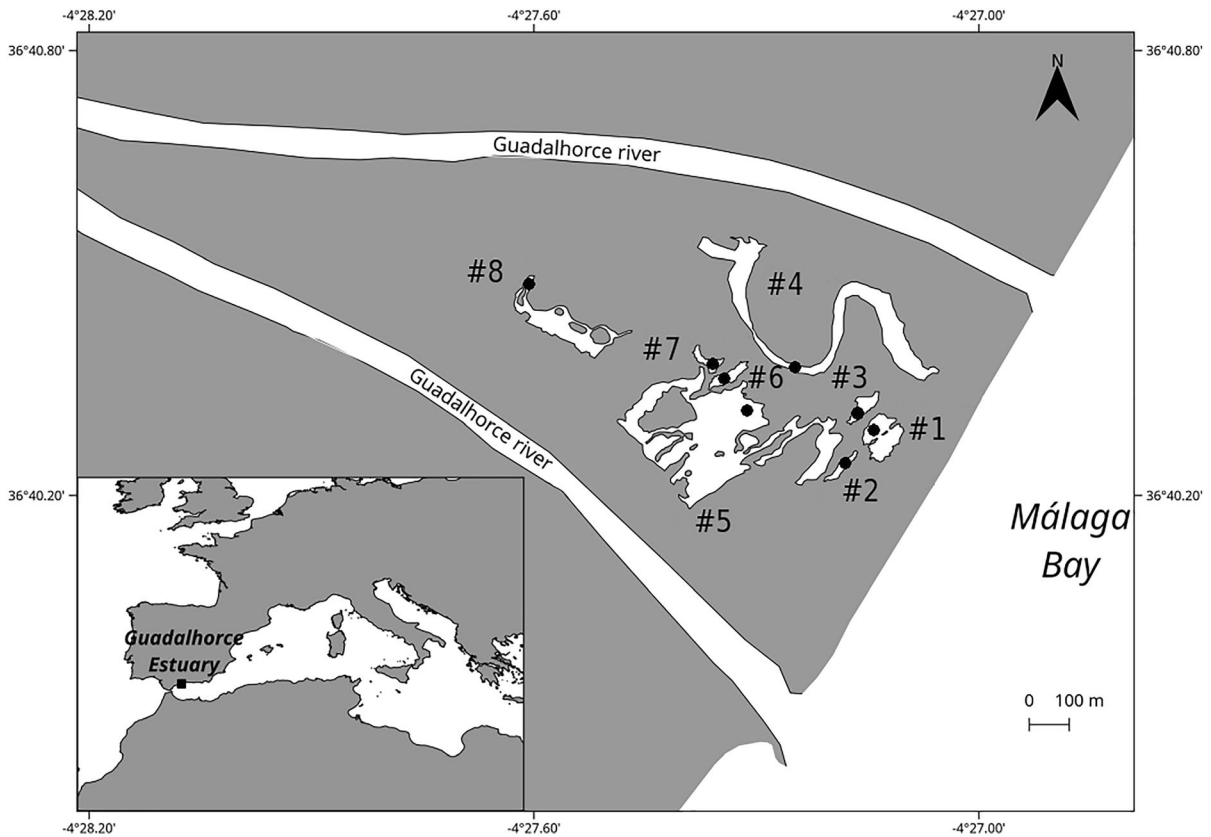 -4°28.20'
-4°27.60'
-4°27.00'
36°40.80'
36°40.80'
N
Guadalhorce river
#8
#4
#7
#6
#3
Guadalhorce river
#1
#2
36°40.20'
36°40.20'
#5
Málaga
Bay
Guadalhorce
Estuary
0 100 m
-4°28.20'
-4°27.60'
-4°27.00'